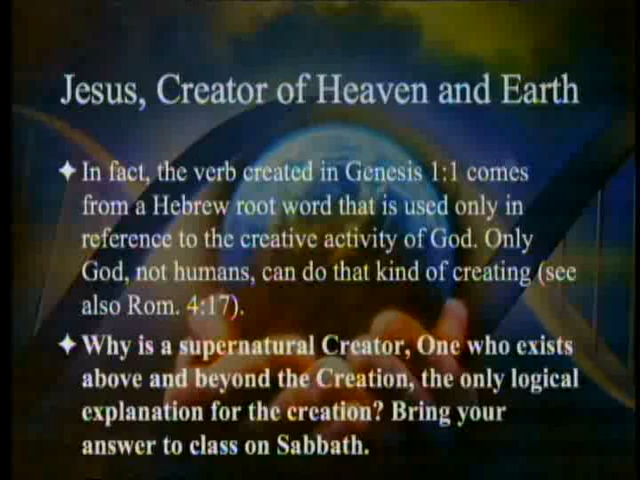 Jesus, Creator of Heaven and Earth
In fact, the verb created in Genesis 1:1 comes
from a Hebrew root word that is used only in
reference to the creative activity of God. Only
God, not humans, can do that kind of creating (see
also Rom. 4:17).
Why is a supernatural Creator, One who exists
above and beyond the Creation, the only logical
explanation for the creation? Bring your
answer to class on Sabbath.